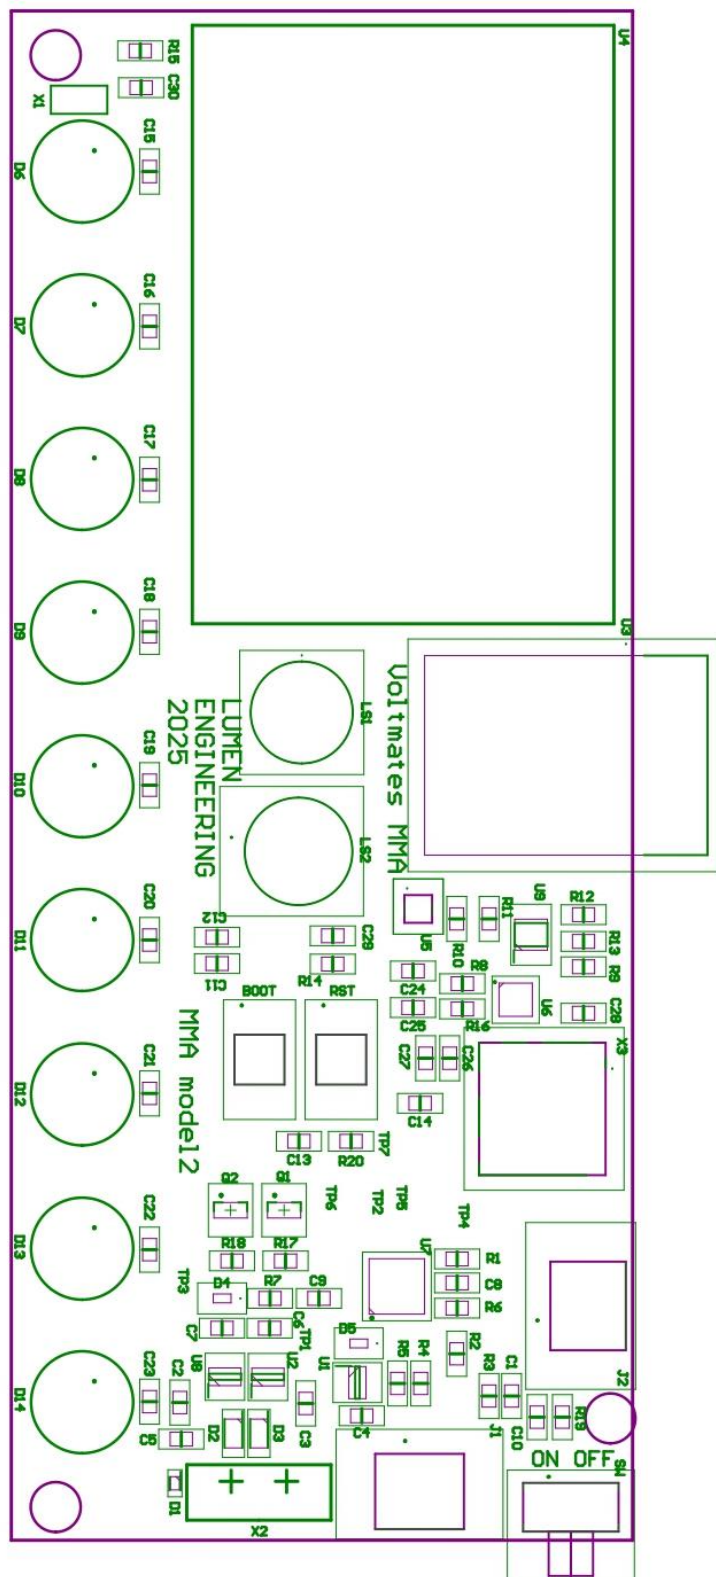 R15
U4
C30
X1
C15
D6
C16
D7
C17
D8
C18
D9
U3
LUMEN
ENGINEERING
2025
LS1
Voltmates MMA
C19
D10
LS2
C20
D11
C12
C11
C29
R14
U5
R10
R11
U9
R12
R13
R9
C24
R8
C25
R16
U6
C28
BOOT
RST
MMA model2
C27
C26
X3
C21
D12
C14
C13
R20
TP7
Q2
Q1
TP6
TP2
TP5
TP4
C22
D13
R18
R17
U7
R1
C8
R6
TP3
D4
R7
C9
C7
C6
TP1
D5
R2
U8
U2
U1
R5
R4
J2
C23
C2
D14
C3
C4
R3
C1
J1
C10
R19
C5
D2
D3
ON OFF
SW
D1
X2